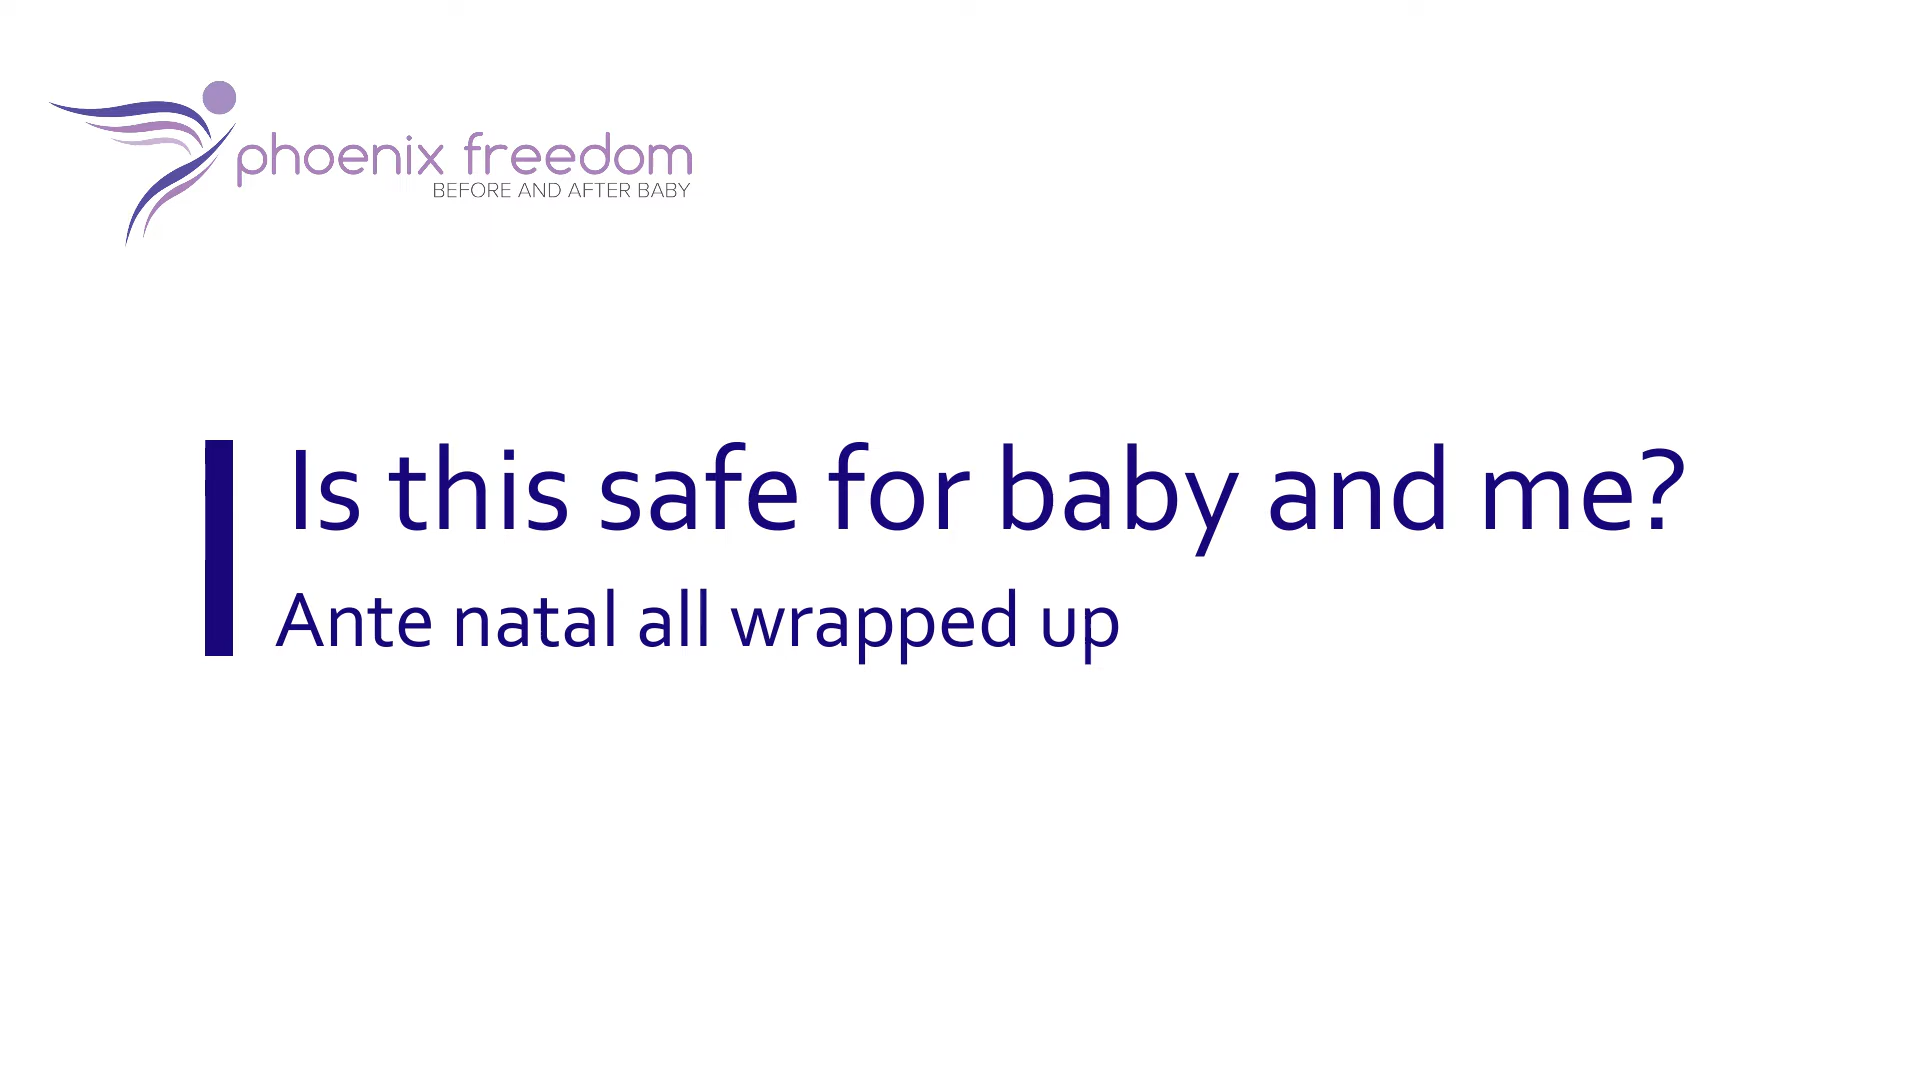 phoenix freedom
BEFORE AND AFTER BABY
Is this safe for baby and me?
Ante natal all wrapped up